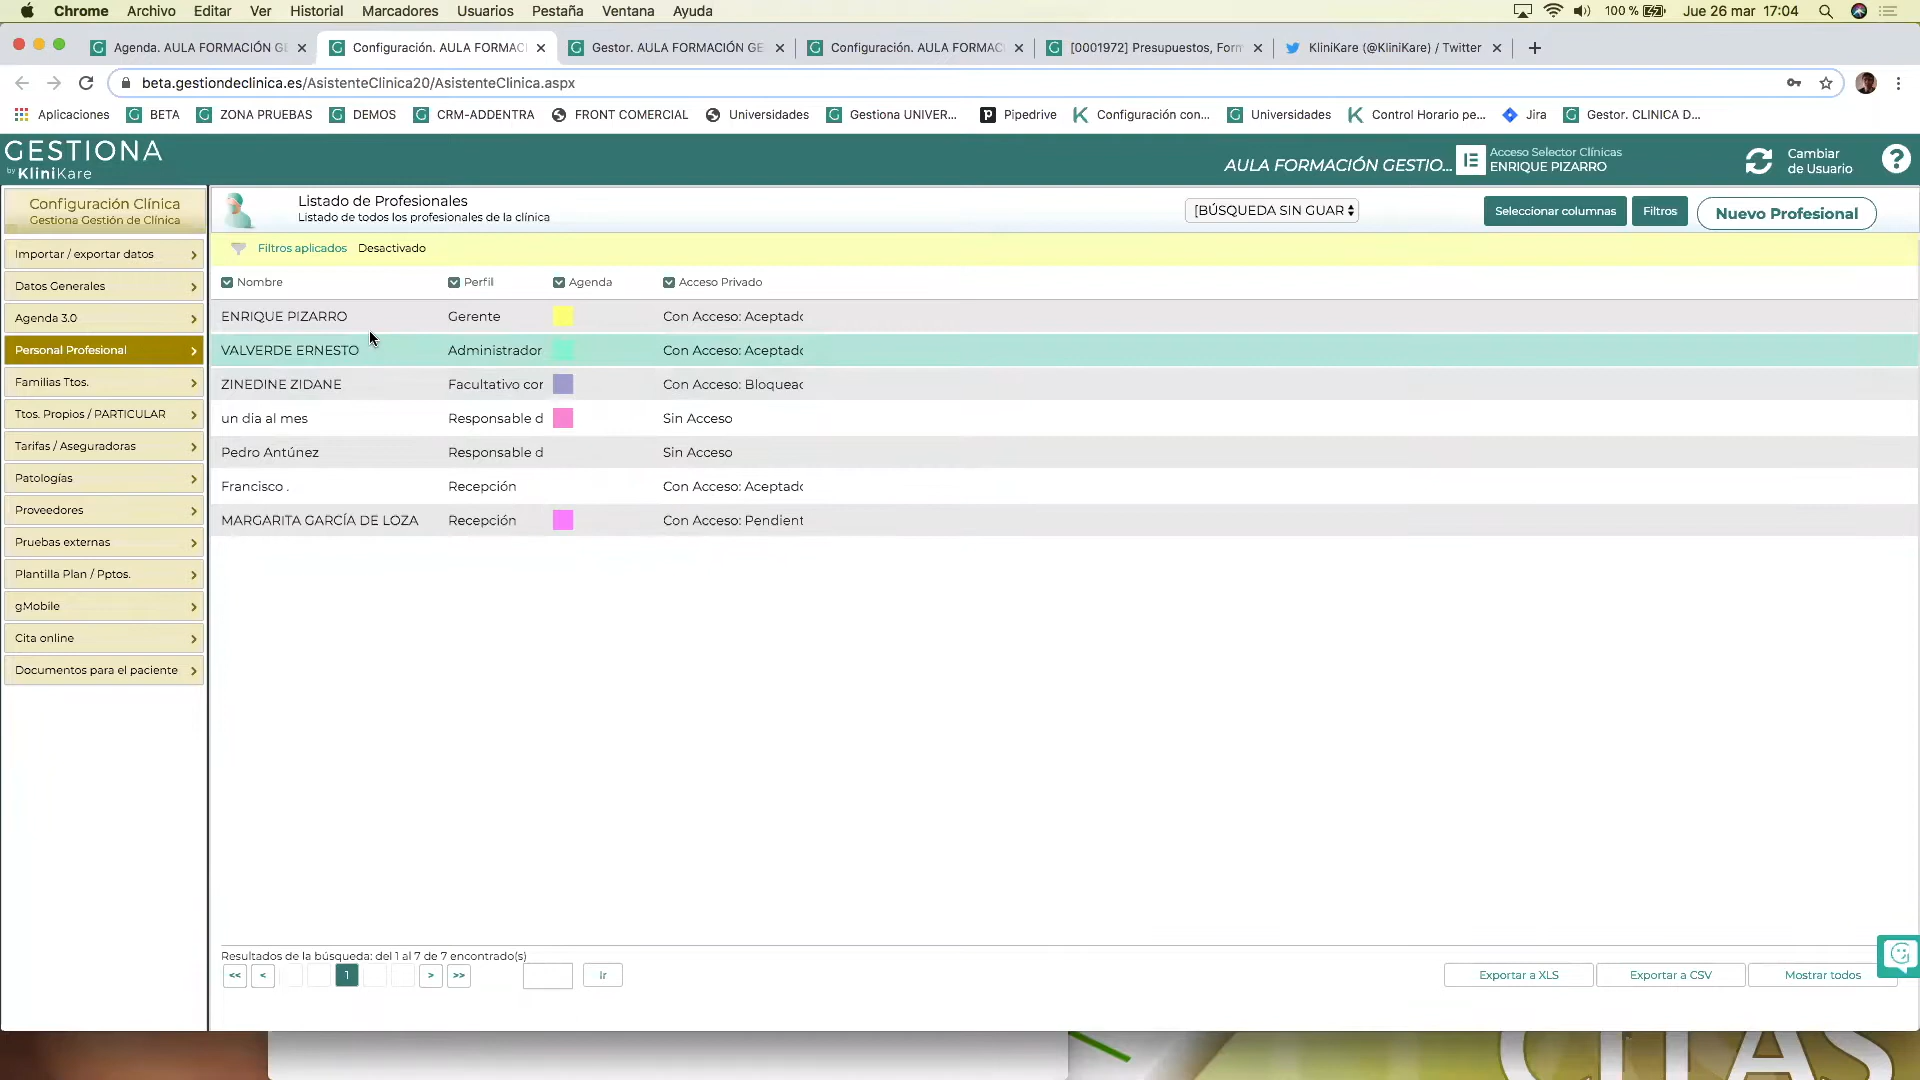 Chrome Archivo Editar Ver Historial Marcadores Usuarios Pestaña Ventana Ayuda 100 % Jue 26 mar 17:04
Agenda. AULA FORMACIÓN GE Configuración. AULA FORMAC Gestor. AULA FORMACIÓN GE Configuración. AULA FORMAC [0001972] Presupuestos, Form KliniKare (@KliniKare) / Twitter
beta.gestiondeclinica.es/AsistenteClinica20/AsistenteClinica.aspx
Aplicaciones BETA ZONA PRUEBAS DEMOS CRM-ADDENTRA FRONT COMERCIAL Universidades Gestiona UNIVER... Pipedrive Configuración con... Universidades Control Horario pe... Jira Gestor. CLINICA D...
GESTIONA
by KliniKare
AULA FORMACIÓN GESTIO...
Acceso Selector Clínicas
ENRIQUE PIZARRO
Cambiar
de Usuario
?
Configuración Clínica
Gestiona Gestión de Clínica
Importar / exportar datos
Datos Generales
Agenda 3.0
Personal Profesional
Familias Ttos.
Ttos. Propios / PARTICULAR
Tarifas / Aseguradoras
Patologías
Proveedores
Pruebas externas
Plantilla Plan / Pptos.
gMobile
Cita online
Documentos para el paciente
Listado de Profesionales
Listado de todos los profesionales de la clínica
[BÚSQUEDA SIN GUAR
Seleccionar columnas
Filtros
Nuevo Profesional
Filtros aplicados Desactivado
Nombre Perfil Agenda Acceso Privado
ENRIQUE PIZARRO Gerente Con Acceso: Aceptado
VALVERDE ERNESTO Administrador Con Acceso: Aceptado
ZINEDINE ZIDANE Facultativo cor Con Acceso: Bloquead
un dia al mes Responsable d Sin Acceso
Pedro Antúnez Responsable d Sin Acceso
Francisco . Recepción Con Acceso: Aceptado
MARGARITA GARCÍA DE LOZA Recepción Con Acceso: Pendient
Resultados de la búsqueda: del 1 al 7 de 7 encontrado(s)
<< < 1 > >> Ir
Exportar a XLS Exportar a CSV Mostrar todos
CITAS